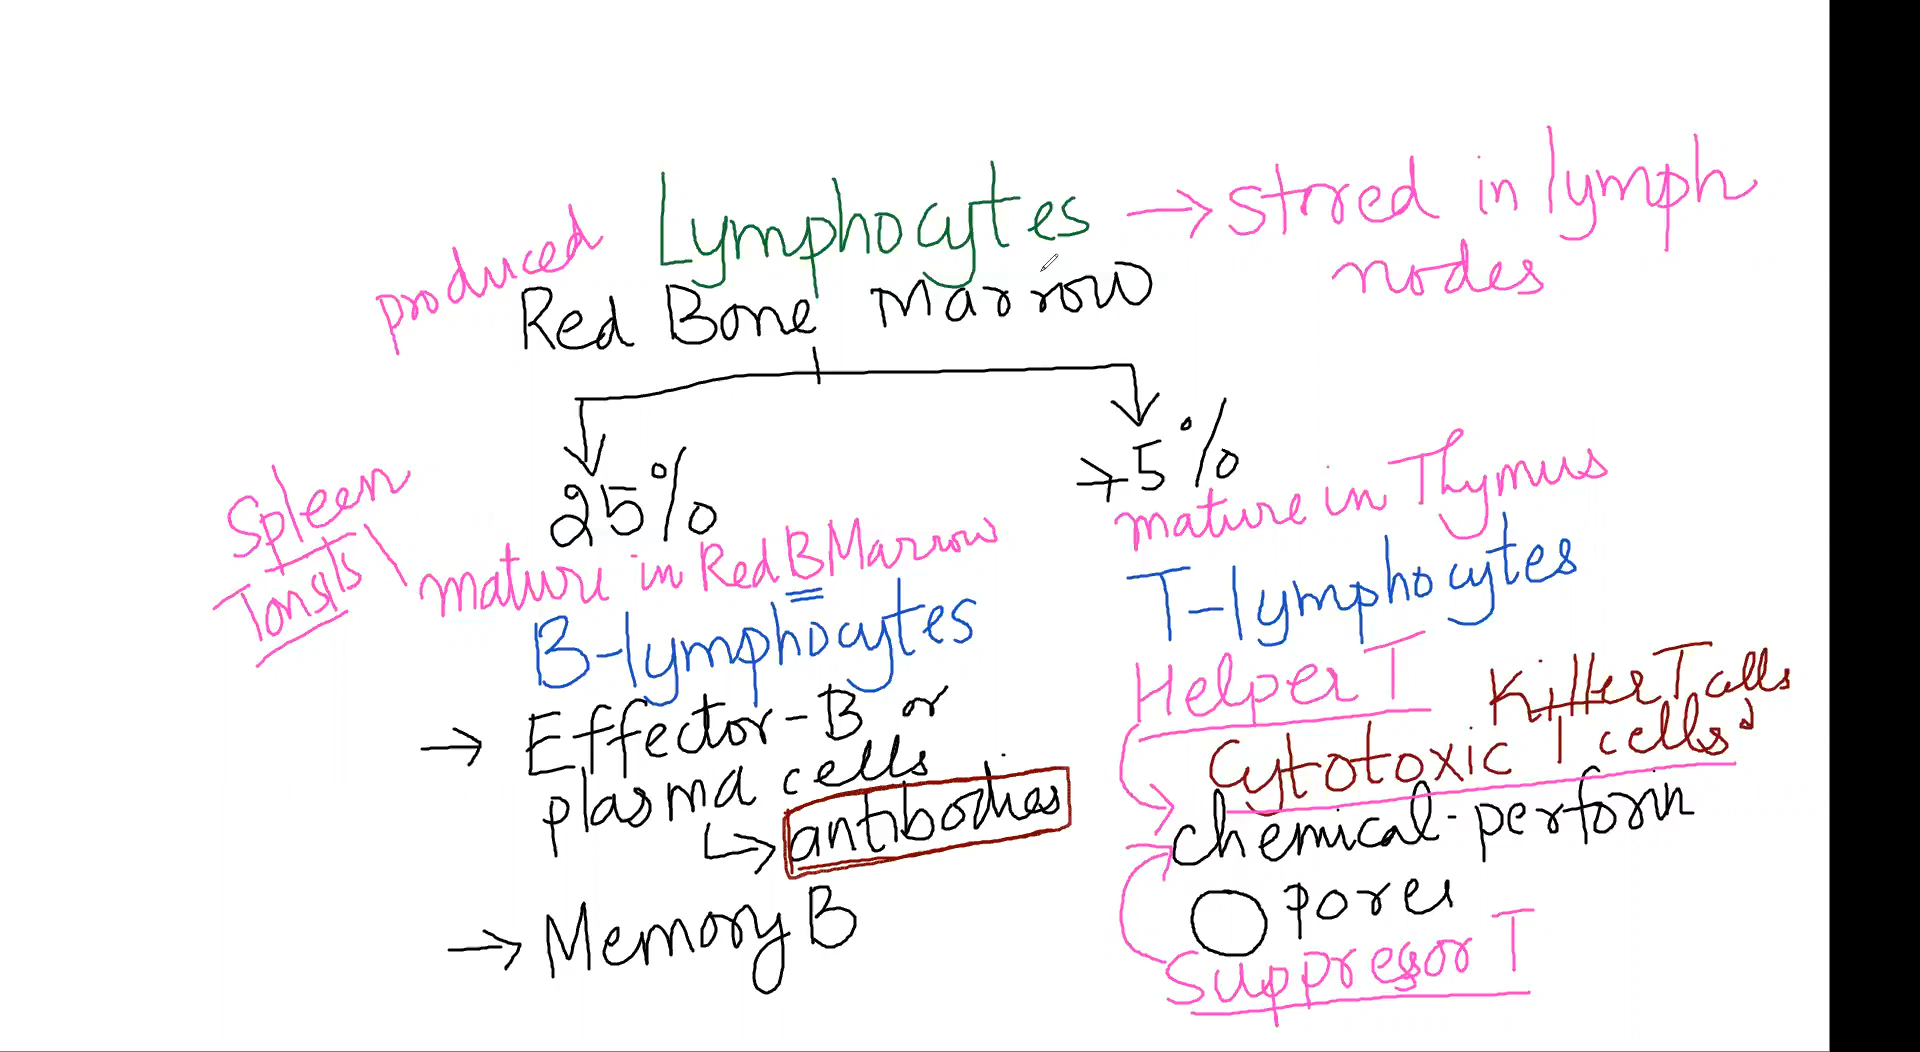 Lymphocytes → stored in lymph
nodes
produced
Red Bone Marrow
25%
75%
Spleen
Tonsils
mature in Red B Marrow
mature in Thymus
B-lymphocytes
T-lymphocytes
→ Effector-B or
plasma cells
↳ antibodies
→ Memory B
Helper T
Killer T cells
Cytotoxic T cells
chemical-perforin
pores
Suppressor T